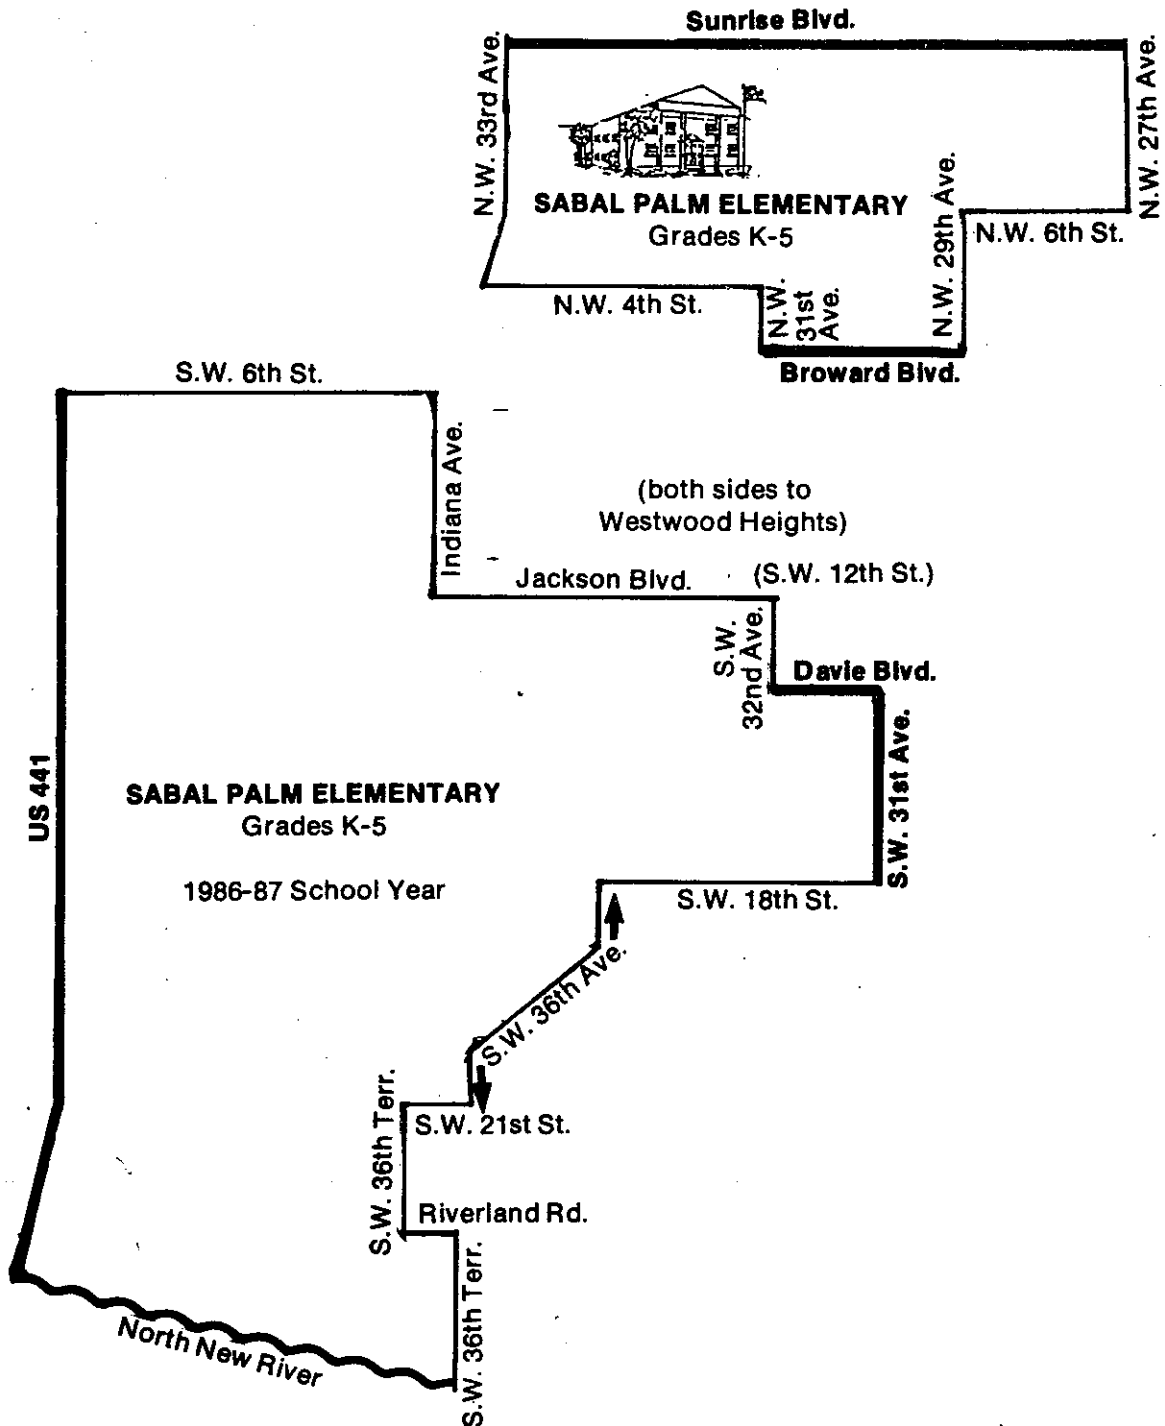 Sunrise Blvd.
N.W. 33rd Ave.
N.W. 27th Ave.
SABAL PALM ELEMENTARY
Grades K-5
N.W. 29th Ave.
N.W. 6th St.
N.W. 4th St.
N.W.
31st
Ave.
Broward Blvd.
S.W. 6th St.
Indiana Ave.
(both sides to
Westwood Heights)
Jackson Blvd.
(S.W. 12th St.)
S.W.
32nd Ave.
Davie Blvd.
US 441
S.W. 31st Ave.
SABAL PALM ELEMENTARY
Grades K-5
1986-87 School Year
S.W. 18th St.
S.W. 36th Ave.
S.W. 36th Terr.
S.W. 21st St.
Riverland Rd.
S.W. 36th Terr.
North New River